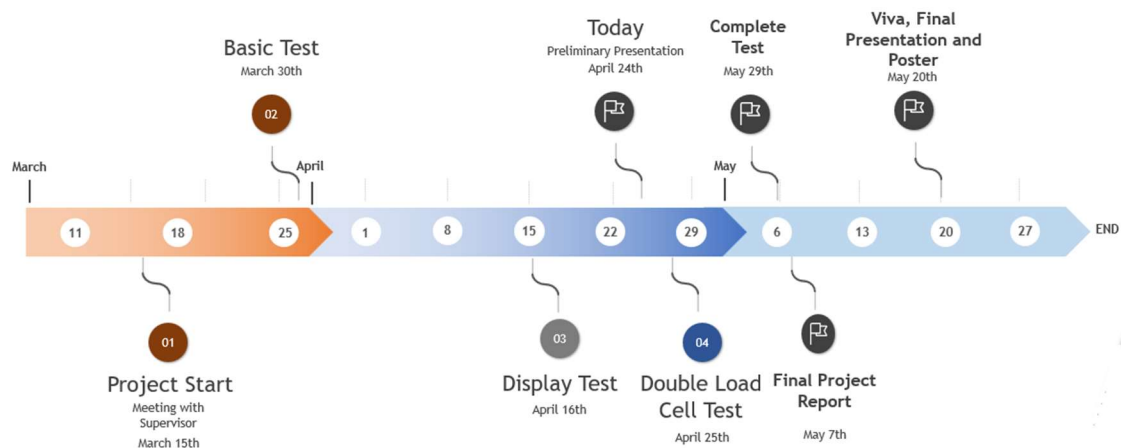 Basic Test
March 30th
02
Today
Preliminary Presentation
April 24th
Complete
Test
May 29th
Viva, Final
Presentation and
Poster
May 20th
March
April
May
11
18
25
1
8
15
22
29
6
13
20
27
END
01
Project Start
Meeting with
Supervisor
March 15th
03
Display Test
April 16th
04
Double Load
Cell Test
April 25th
Final Project
Report
May 7th